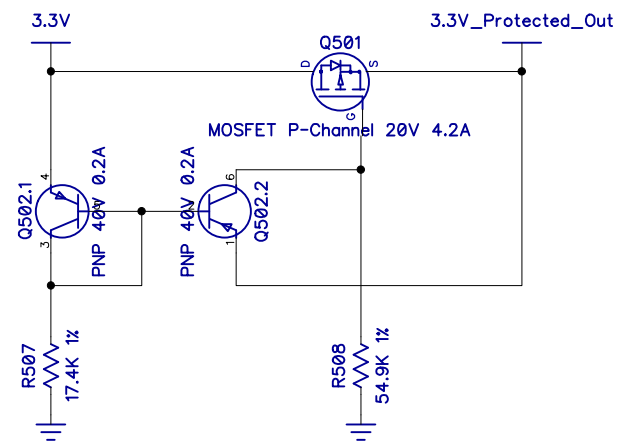 3.3V
3.3V_Protected_Out
Q501
D
S
G
MOSFET P-Channel 20V 4.2A
4
Q502.1
3
PNP 40V 0.2A
PNP 40V 0.2A
6
1
Q502.2
R507
17.4K 1%
R508
54.9K 1%